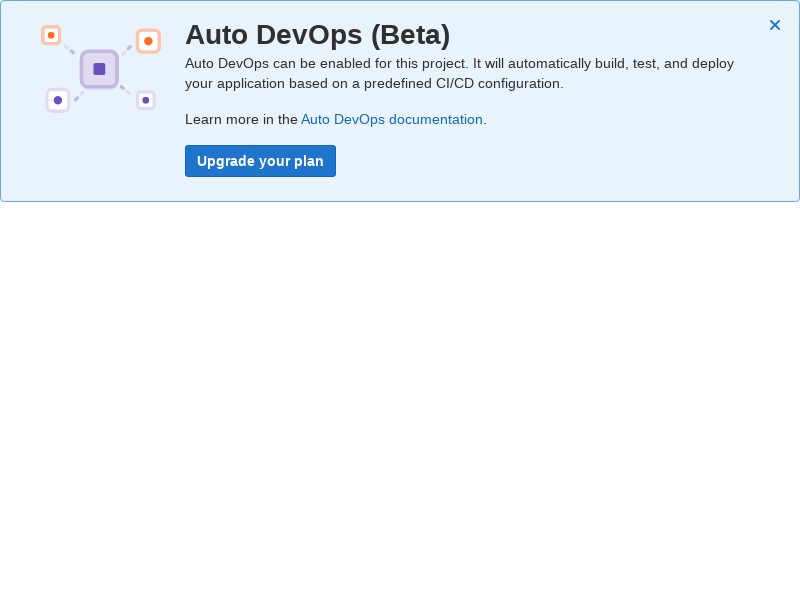 Auto DevOps (Beta)
Auto DevOps can be enabled for this project. It will automatically build, test, and deploy
your application based on a predefined CI/CD configuration.
Learn more in the Auto DevOps documentation.
Upgrade your plan